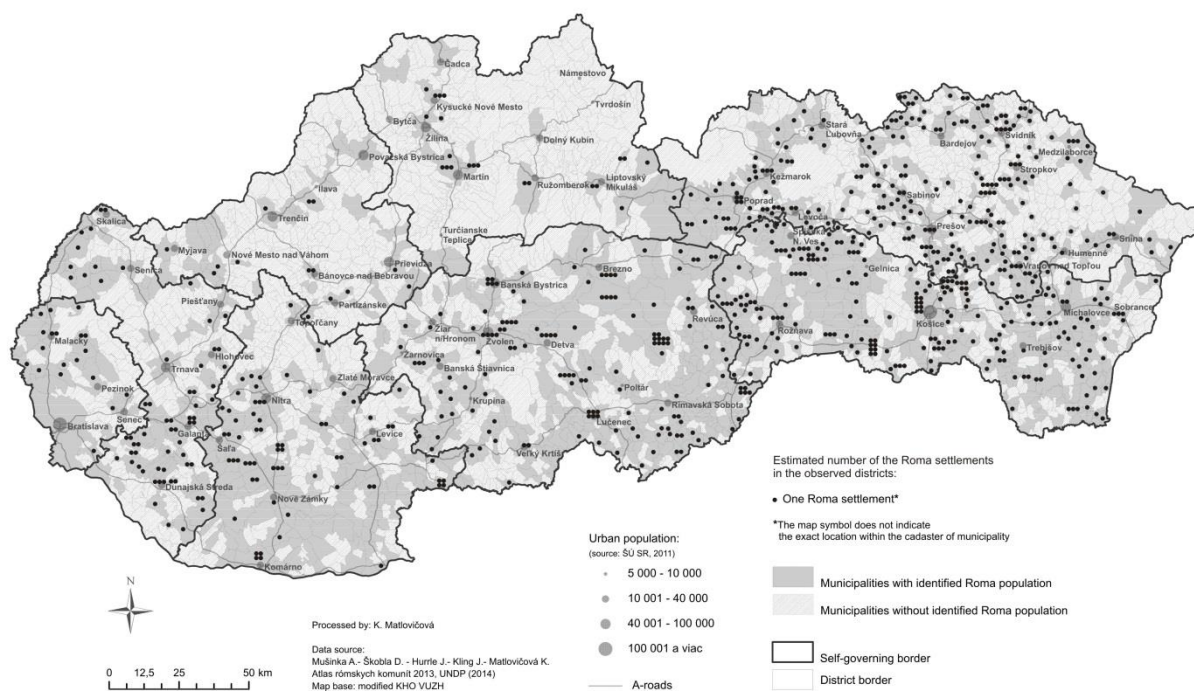 Čadca
Námestovo
Kysucké Nové Mesto
Tvrdošín
Bytča
Žilina
Dolný Kubín
Stará
Ľubovňa
Bardejov
Svidník
Považská Bystrica
Medzilaborce
Martin
Ružomberok
Liptovský
Mikuláš
Kežmarok
Stropkov
Ilava
Poprad
Sabinov
Skalica
Trenčín
Levoča
Turčianske
Teplice
Prešov
Snina
Myjava
Nové Mesto nad Váhom
Prievidza
Spišská
N. Ves
Humenné
Senica
Bánovce nad Bebravou
Brezno
Gelnica
Vranov nad Topľou
Banská Bystrica
Piešťany
Partizánske
Topoľčany
Žiar
n/Hronom
Zvolen
Detva
Revúca
Rožňava
Košice
Michalovce
Sobrance
Malacky
Hlohovec
Žarnovica
Trebišov
Trnava
Banská Štiavnica
Pezinok
Zlaté Moravce
Poltár
Nitra
Krupina
Rimavská Sobota
Senec
Bratislava
Galanta
Levice
Lučenec
Šaľa
Veľký Krtíš
Dunajská Streda
Nové Zámky
Komárno
Estimated number of the Roma settlements
in the observed districts:
One Roma settlement*
*The map symbol does not indicate
the exact location within the cadaster of municipality
Municipalities with identified Roma population
Municipalities without identified Roma population
Self-governing border
District border
Urban population:
(source: ŠÚ SR, 2011)
5 000 - 10 000
10 001 - 40 000
40 001 - 100 000
100 001 a viac
A-roads
N
0 12,5 25 50 km
Processed by: K. Matlovičová
Data source:
Mušinka A.- Škobla D. - Hurrle J.- Kling J.- Matlovičová K.
Atlas rómskych komunít 2013, UNDP (2014)
Map base: modified KHO VUZH